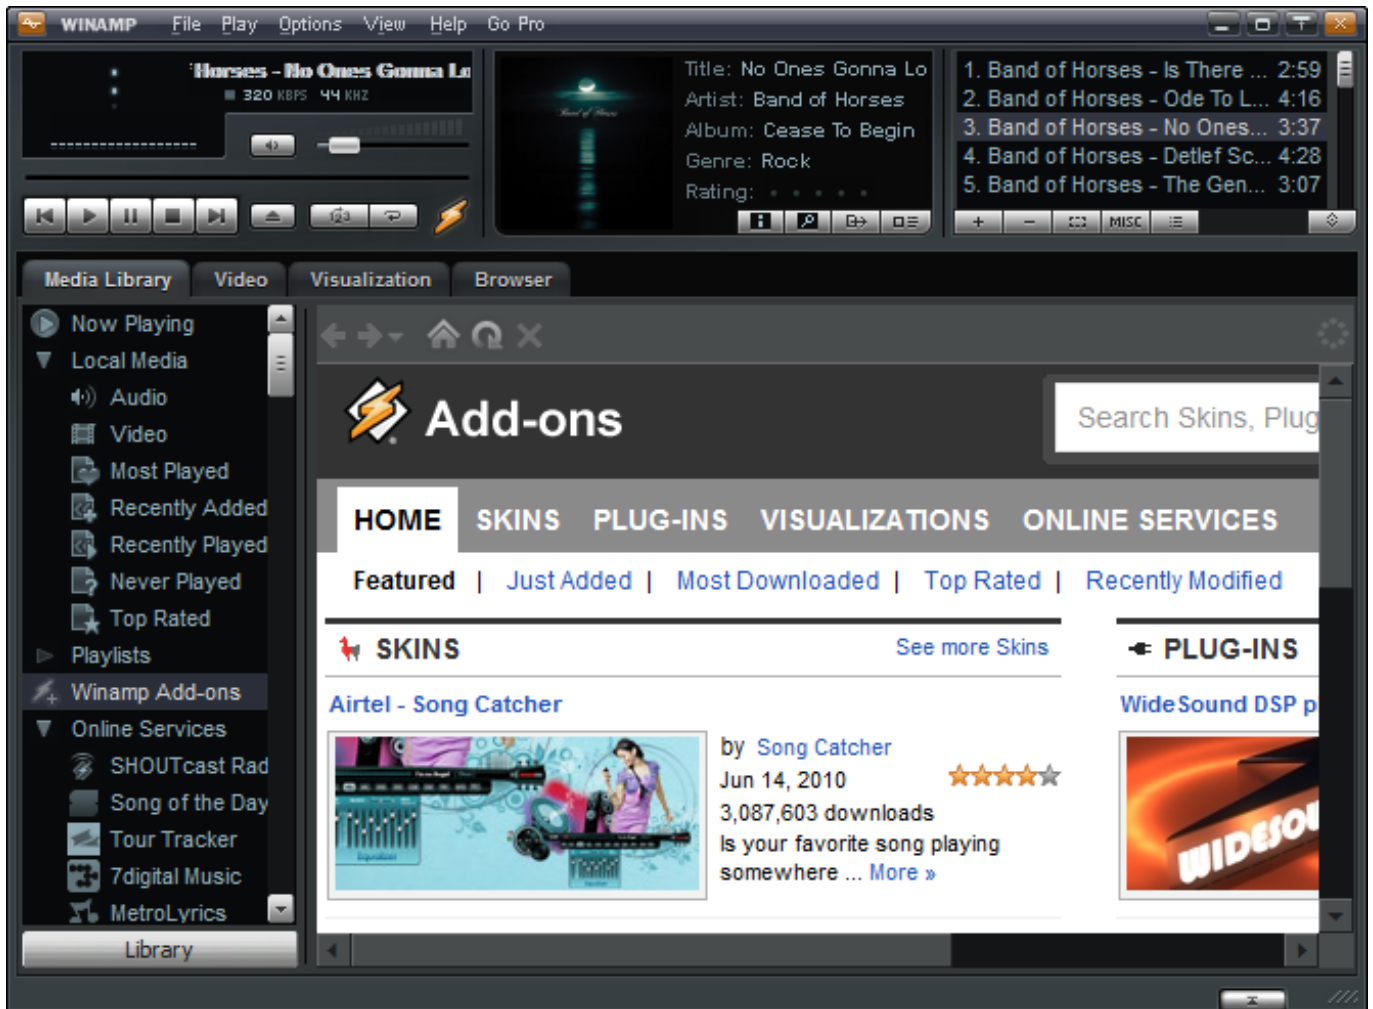 WINAMP File Play Options View Help Go Pro
Horses - No Ones Gonna Lo
320 KBPS 44 KHZ
Title: No Ones Gonna Lo
Artist: Band of Horses
Album: Cease To Begin
Genre: Rock
Rating:
Band of Horses
1. Band of Horses - Is There ... 2:59
2. Band of Horses - Ode To L... 4:16
3. Band of Horses - No Ones... 3:37
4. Band of Horses - Detlef Sc... 4:28
5. Band of Horses - The Gen... 3:07
MISC
Media Library Video Visualization Browser
Now Playing
Local Media
Audio
Video
Most Played
Recently Added
Recently Played
Never Played
Top Rated
Playlists
Winamp Add-ons
Online Services
SHOUTcast Rad
Song of the Day
Tour Tracker
7digital Music
MetroLyrics
Library
Add-ons
Search Skins, Plug
HOME SKINS PLUG-INS VISUALIZATIONS ONLINE SERVICES
Featured | Just Added | Most Downloaded | Top Rated | Recently Modified
SKINS See more Skins
Airtel - Song Catcher
Equalizer
by Song Catcher
Jun 14, 2010
3,087,603 downloads
Is your favorite song playing
somewhere ... More »
PLUG-INS
WideSound DSP p
WIDESOU